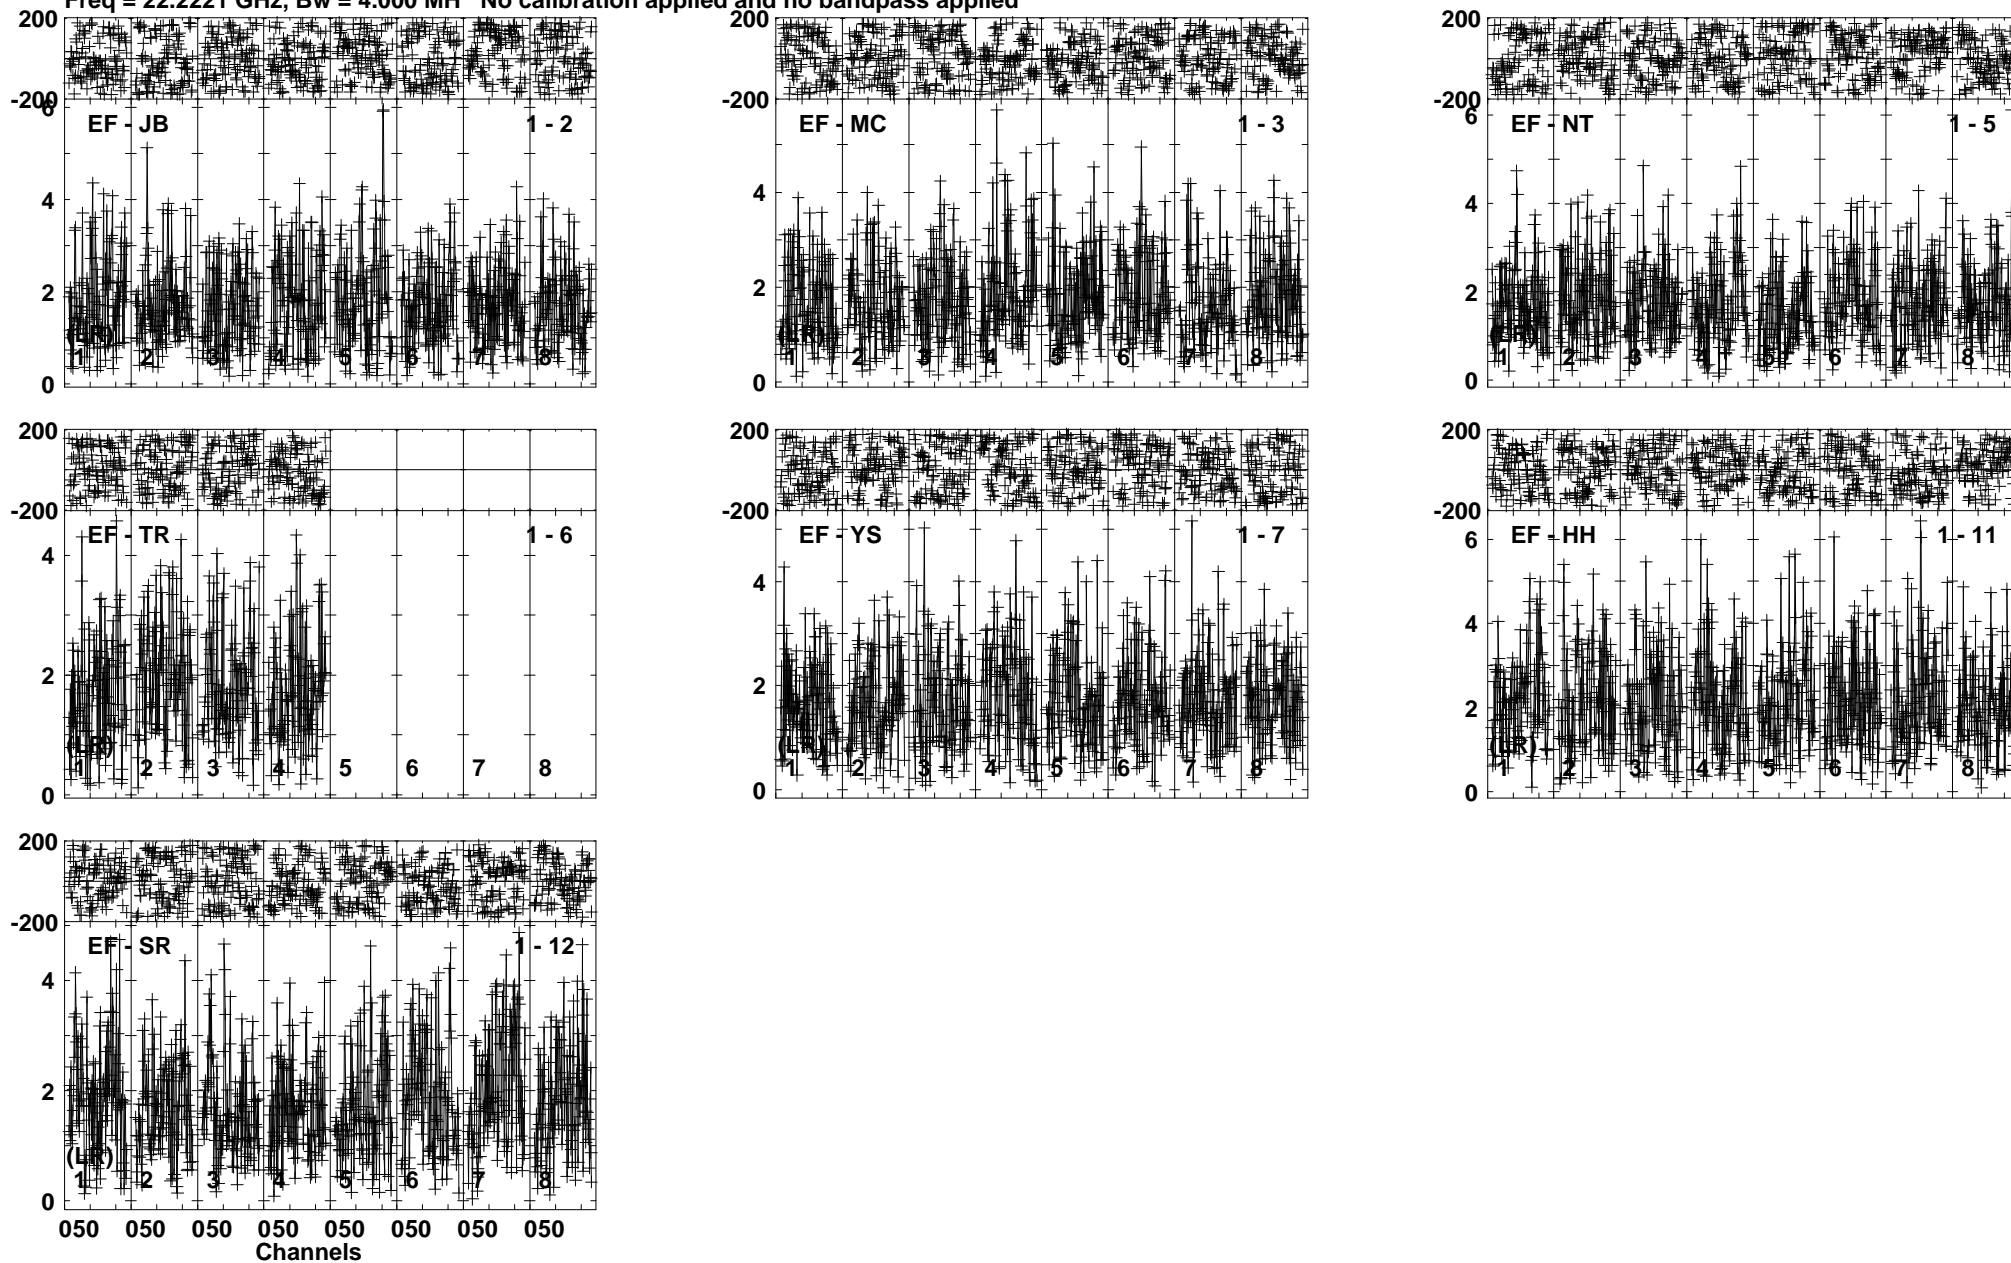 Freq = 22.2221 GHz, Bw = 4.000 MH No calibration applied and no bandpass applied
200 200 200
-200 -200 -200
6 6
EF - JB 1 - 2 EF - MC 1 - 3 EF - NT 1 - 5
4 4 4
2 2 2
(LR) (LR) (LR)
1 2 3 4 5 6 7 8 1 2 3 4 5 6 7 8 1 2 3 4 5 6 7 8
0 0 0
200 200 200
-200 -200 -200
EF - TR 1 - 6 EF - YS 1 - 7 EF - HH 1 - 11
6
4 4 4
2 2 2
(LR) (LR) (LR)
1 2 3 4 5 6 7 8 1 2 3 4 5 6 7 8 1 2 3 4 5 6 7 8
0 0 0
200
-200
EF - SR 1 - 12
4
2
(LR)
1 2 3 4 5 6 7 8
0
050 050 050 050 050 050 050 050
Channels